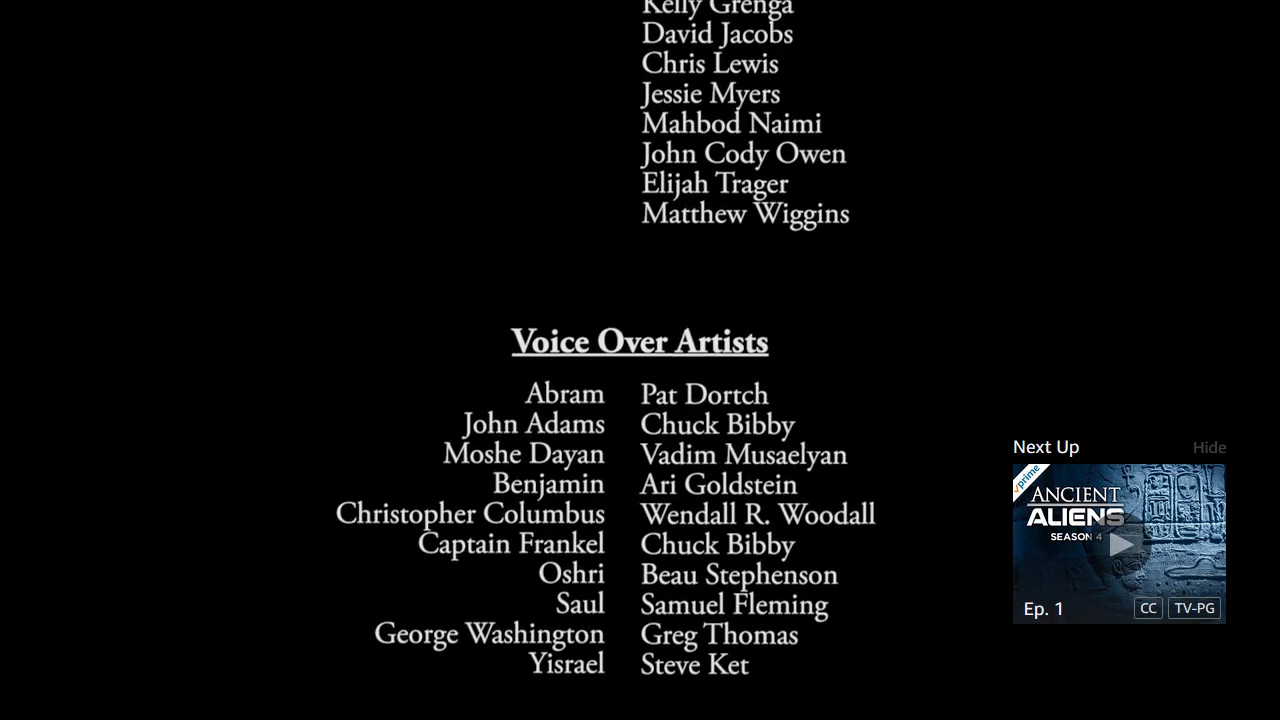 Kelly Grenga
David Jacobs
Chris Lewis
Jessie Myers
Mahbod Naimi
John Cody Owen
Elijah Trager
Matthew Wiggins
Voice Over Artists
Abram Pat Dortch
John Adams Chuck Bibby
Moshe Dayan Vadim Musaelyan
Benjamin Ari Goldstein
Christopher Columbus Wendall R. Woodall
Captain Frankel Chuck Bibby
Oshri Beau Stephenson
Saul Samuel Fleming
George Washington Greg Thomas
Yisrael Steve Ket
Next Up Hide
prime
ANCIENT
ALIENS
SEASON 4
Ep. 1 CC TV-PG